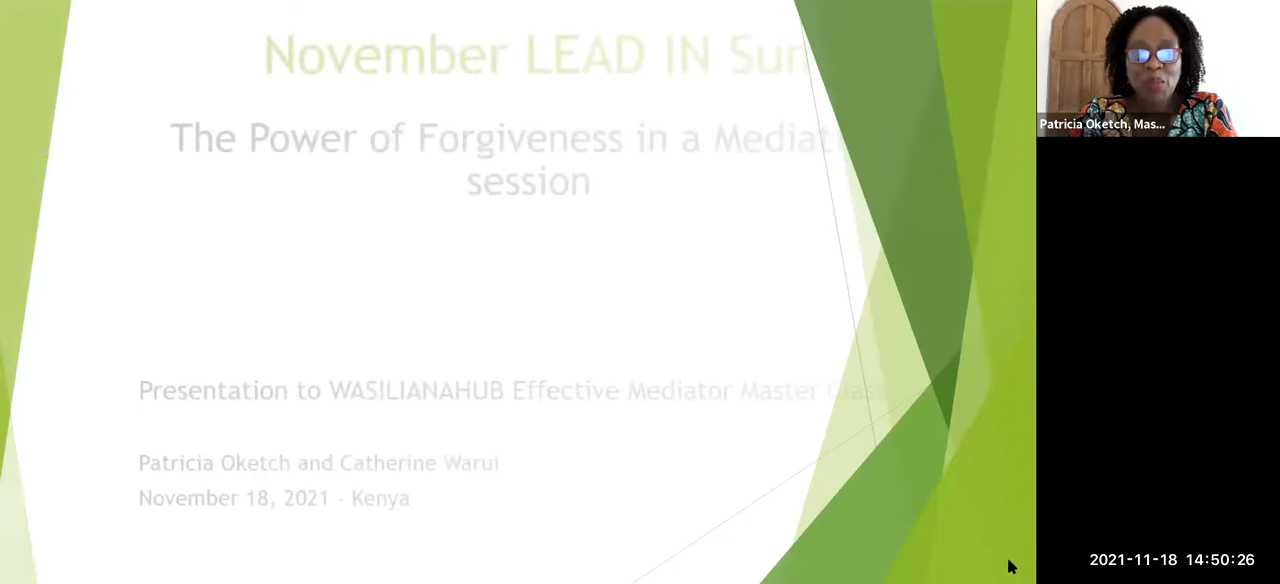 November LEAD IN
The Power of Forgiveness in a
session
Presentation to WASILIANAHUB Effective Mediator Master Class
Patricia Oketch and Catherine Warui
November 18, 2021 - Kenya
Patricia Oketch, Mas...
2021-11-18 14:50:26